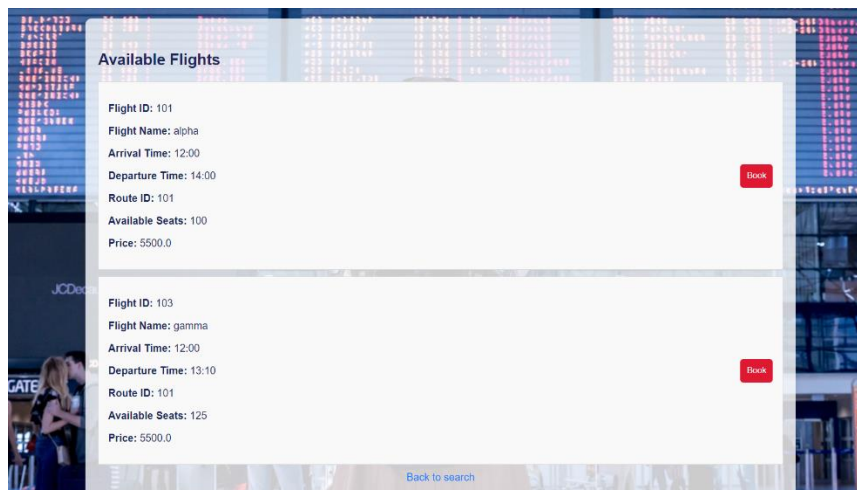 Available Flights
Flight ID: 101
Flight Name: alpha
Arrival Time: 12:00
Departure Time: 14:00
Book
Route ID: 101
Available Seats: 100
Price: 5500.0
JCDec
Flight ID: 103
Flight Name: gamma
Arrival Time: 12:00
Departure Time: 13:10
Book
GATE
Route ID: 101
Available Seats: 125
Price: 5500.0
Back to search